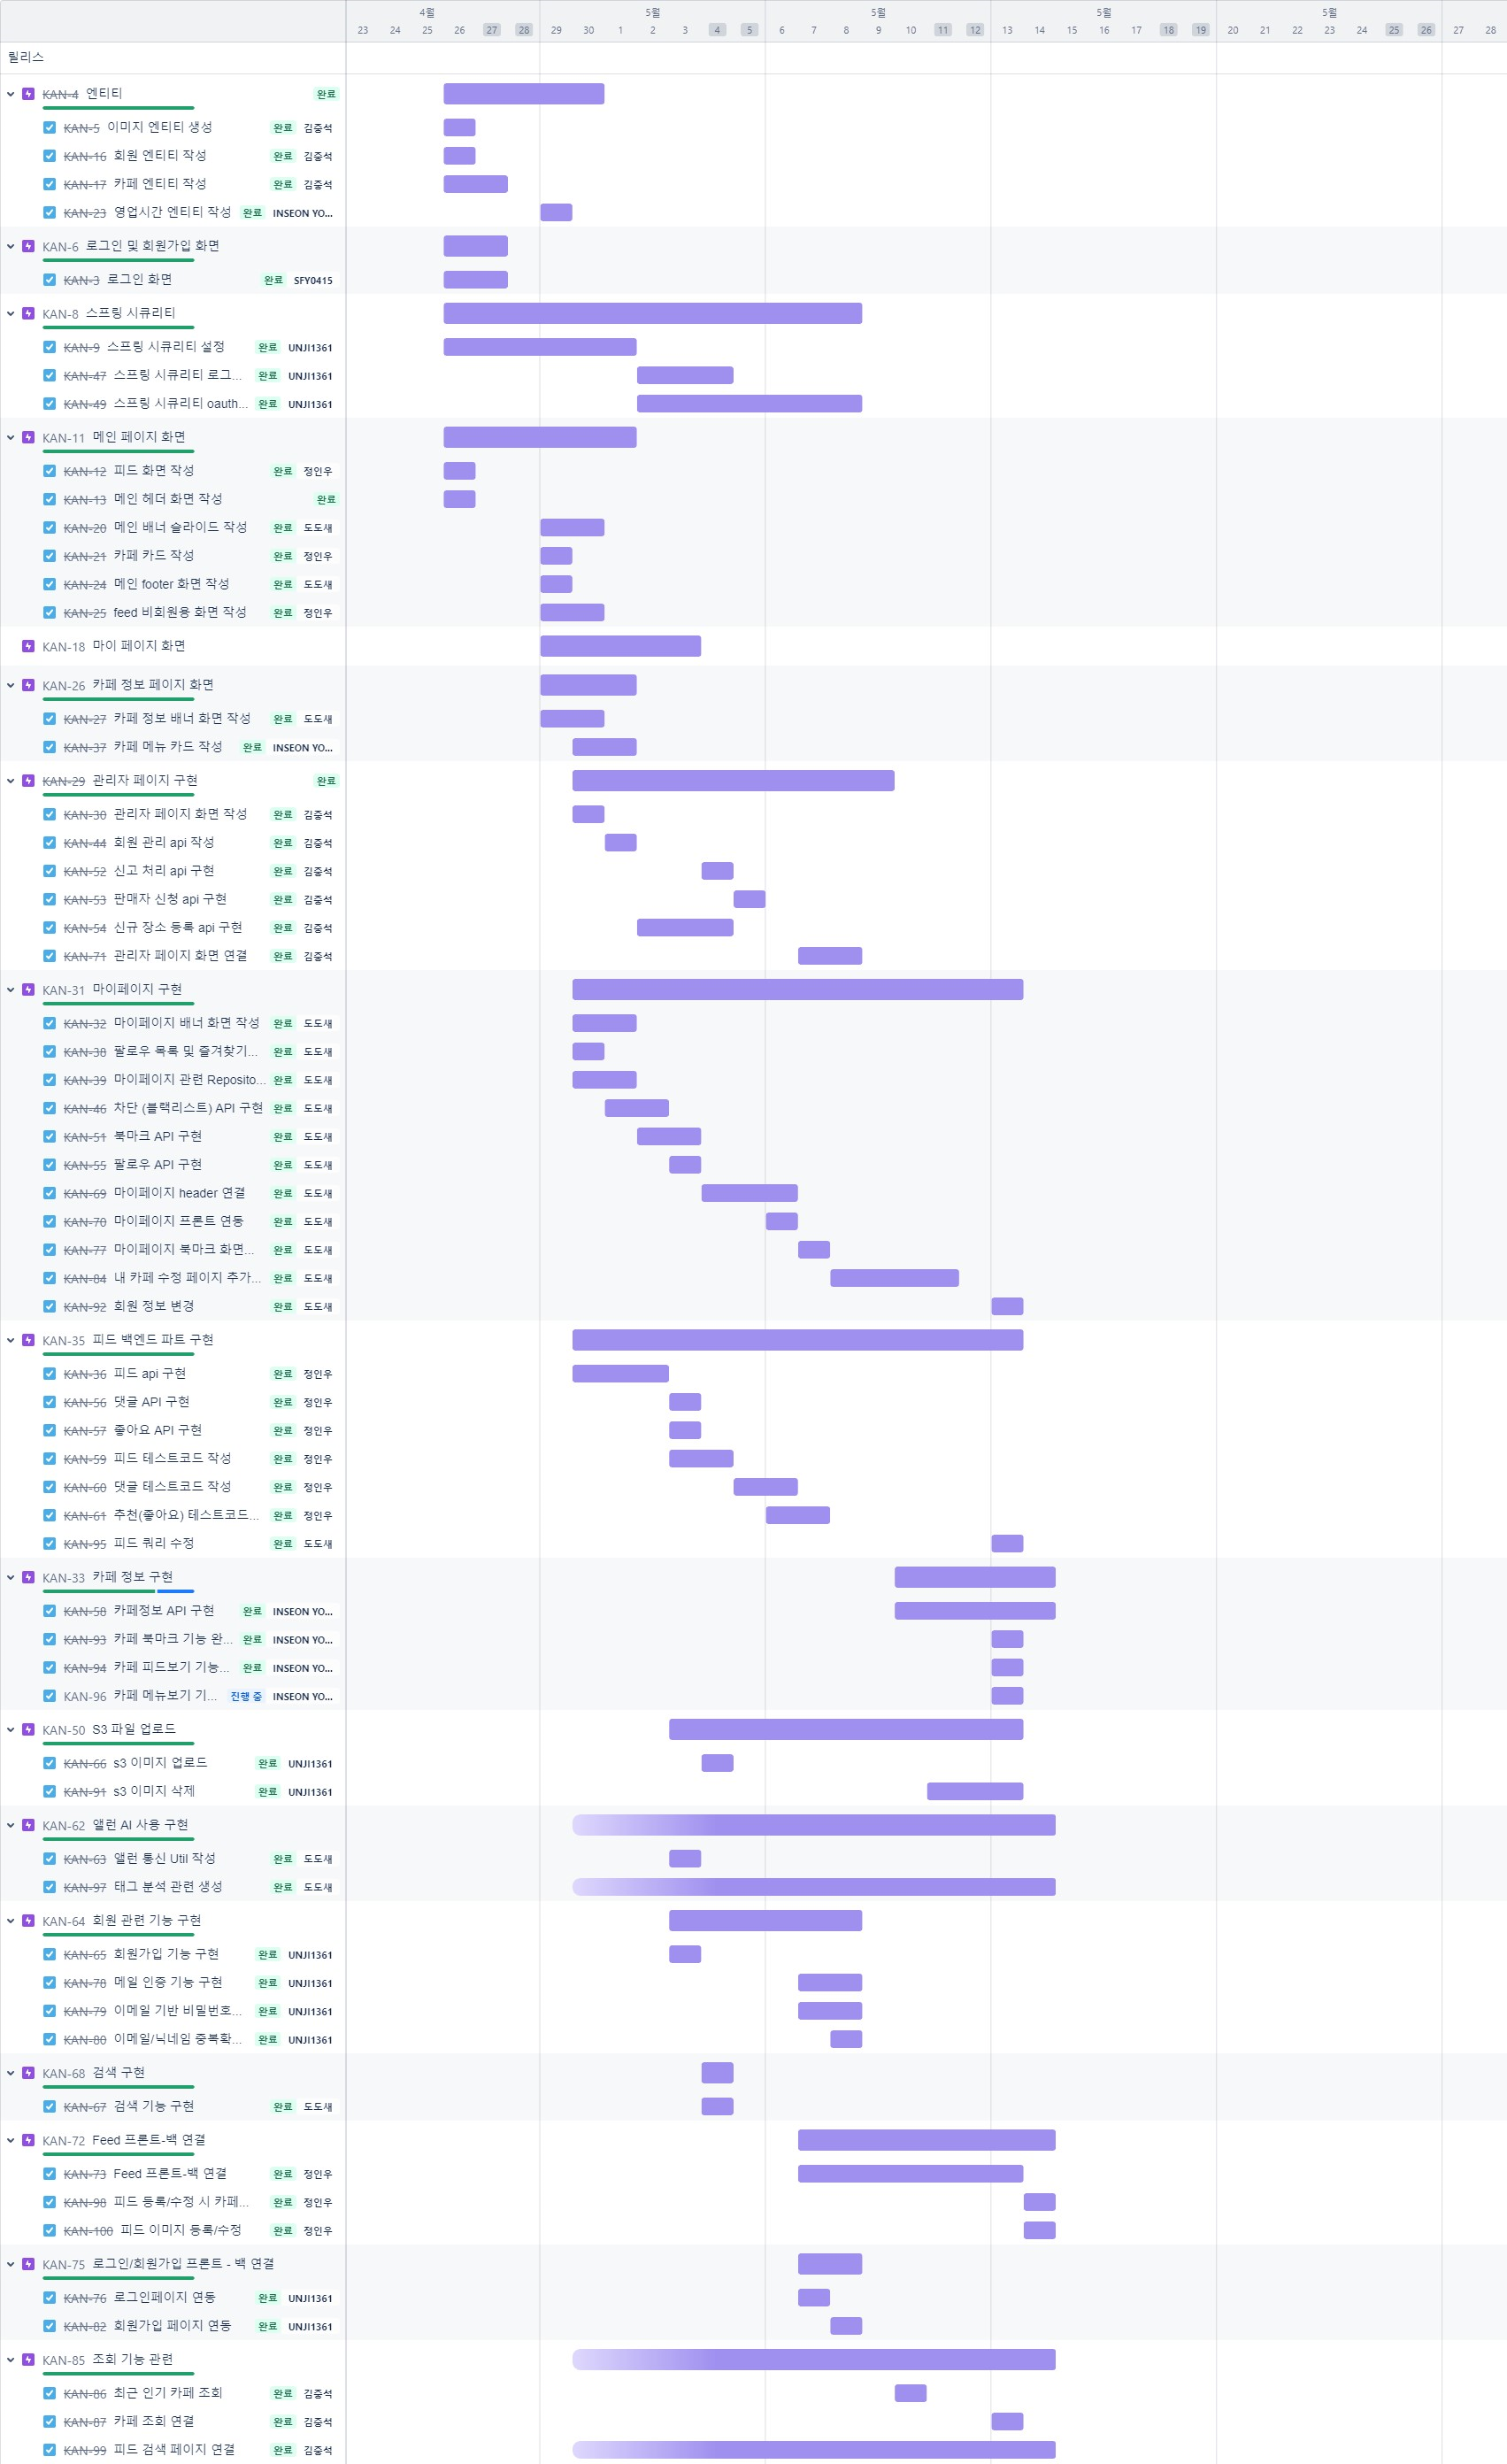 4월 5월 5월 5월 5월
23 24 25 26 27 28 29 30 1 2 3 4 5 6 7 8 9 10 11 12 13 14 15 16 17 18 19 20 21 22 23 24 25 26 27 28
릴리스
KAN-4 엔티티 완료
KAN-5 이미지 엔티티 생성 완료 김중석
KAN-16 회원 엔티티 작성 완료 김중석
KAN-17 카페 엔티티 작성 완료 김중석
KAN-23 영업시간 엔티티 작성 완료 INSEON YO...
KAN-6 로그인 및 회원가입 화면
KAN-3 로그인 화면 완료 SFY0415
KAN-8 스프링 시큐리티
KAN-9 스프링 시큐리티 설정 완료 UNJI1361
KAN-47 스프링 시큐리티 로그... 완료 UNJI1361
KAN-49 스프링 시큐리티 oauth... 완료 UNJI1361
KAN-11 메인 페이지 화면
KAN-12 피드 화면 작성 완료 정인우
KAN-13 메인 헤더 화면 작성 완료
KAN-20 메인 배너 슬라이드 작성 완료 도도새
KAN-21 카페 카드 작성 완료 정인우
KAN-24 메인 footer 화면 작성 완료 도도새
KAN-25 feed 비회원용 화면 작성 완료 정인우
KAN-18 마이 페이지 화면
KAN-26 카페 정보 페이지 화면
KAN-27 카페 정보 배너 화면 작성 완료 도도새
KAN-37 카페 메뉴 카드 작성 완료 INSEON YO...
KAN-29 관리자 페이지 구현 완료
KAN-30 관리자 페이지 화면 작성 완료 김중석
KAN-44 회원 관리 api 작성 완료 김중석
KAN-52 신고 처리 api 구현 완료 김중석
KAN-53 판매자 신청 api 구현 완료 김중석
KAN-54 신규 장소 등록 api 구현 완료 김중석
KAN-71 관리자 페이지 화면 연결 완료 김중석
KAN-31 마이페이지 구현
KAN-32 마이페이지 배너 화면 작성 완료 도도새
KAN-38 팔로우 목록 및 즐겨찾기... 완료 도도새
KAN-39 마이페이지 관련 Reposito... 완료 도도새
KAN-46 차단 (블랙리스트) API 구현 완료 도도새
KAN-51 북마크 API 구현 완료 도도새
KAN-55 팔로우 API 구현 완료 도도새
KAN-69 마이페이지 header 연결 완료 도도새
KAN-70 마이페이지 프론트 연동 완료 도도새
KAN-77 마이페이지 북마크 화면... 완료 도도새
KAN-84 내 카페 수정 페이지 추가... 완료 도도새
KAN-92 회원 정보 변경 완료 도도새
KAN-35 피드 백엔드 파트 구현
KAN-36 피드 api 구현 완료 정인우
KAN-56 댓글 API 구현 완료 정인우
KAN-57 좋아요 API 구현 완료 정인우
KAN-59 피드 테스트코드 작성 완료 정인우
KAN-60 댓글 테스트코드 작성 완료 정인우
KAN-61 추천(좋아요) 테스트코드... 완료 정인우
KAN-95 피드 쿼리 수정 완료 도도새
KAN-33 카페 정보 구현
KAN-58 카페정보 API 구현 완료 INSEON YO...
KAN-93 카페 북마크 기능 완... 완료 INSEON YO...
KAN-94 카페 피드보기 기능... 완료 INSEON YO...
KAN-96 카페 메뉴보기 기... 진행 중 INSEON YO...
KAN-50 S3 파일 업로드
KAN-66 s3 이미지 업로드 완료 UNJI1361
KAN-91 s3 이미지 삭제 완료 UNJI1361
KAN-62 앨런 AI 사용 구현
KAN-63 앨런 통신 Util 작성 완료 도도새
KAN-97 태그 분석 관련 생성 완료 도도새
KAN-64 회원 관련 기능 구현
KAN-65 회원가입 기능 구현 완료 UNJI1361
KAN-78 메일 인증 기능 구현 완료 UNJI1361
KAN-79 이메일 기반 비밀번호... 완료 UNJI1361
KAN-80 이메일/닉네임 중복확... 완료 UNJI1361
KAN-68 검색 구현
KAN-67 검색 기능 구현 완료 도도새
KAN-72 Feed 프론트-백 연결
KAN-73 Feed 프론트-백 연결 완료 정인우
KAN-98 피드 등록/수정 시 카페... 완료 정인우
KAN-100 피드 이미지 등록/수정 완료 정인우
KAN-75 로그인/회원가입 프론트 - 백 연결
KAN-76 로그인페이지 연동 완료 UNJI1361
KAN-82 회원가입 페이지 연동 완료 UNJI1361
KAN-85 조회 기능 관련
KAN-86 최근 인기 카페 조회 완료 김중석
KAN-87 카페 조회 연결 완료 김중석
KAN-99 피드 검색 페이지 연결 완료 김중석